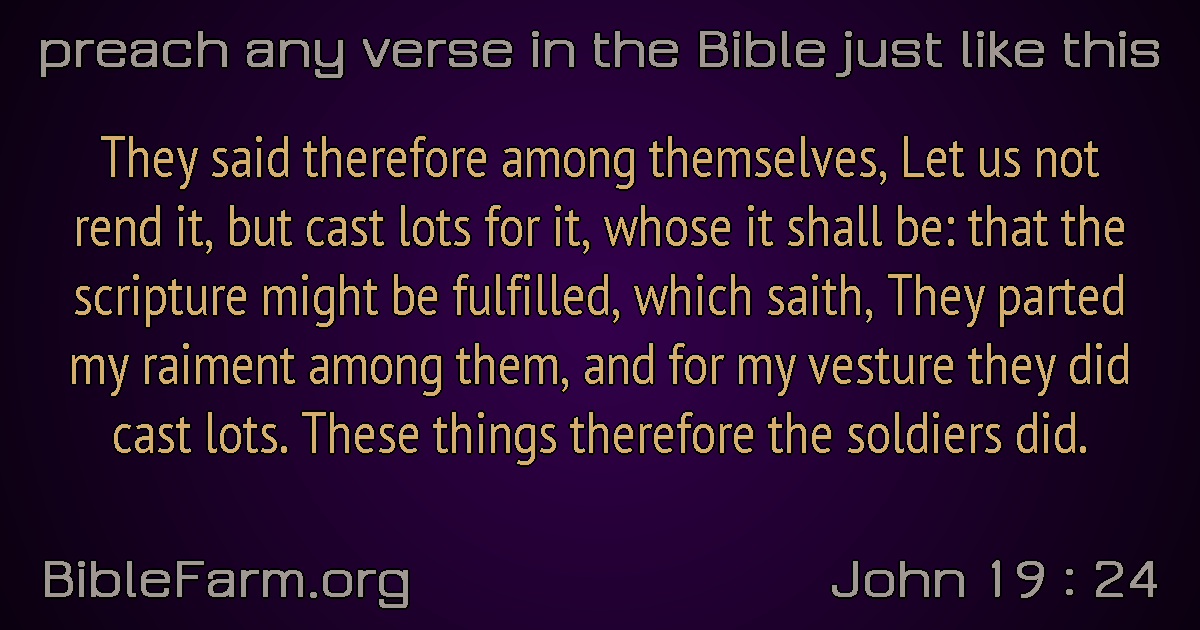 preach any verse in the Bible just like this
They said therefore among themselves, Let us not
rend it, but cast lots for it, whose it shall be: that the
scripture might be fulfilled, which saith, They parted
my raiment among them, and for my vesture they did
cast lots. These things therefore the soldiers did.
BibleFarm.org
John 19 : 24